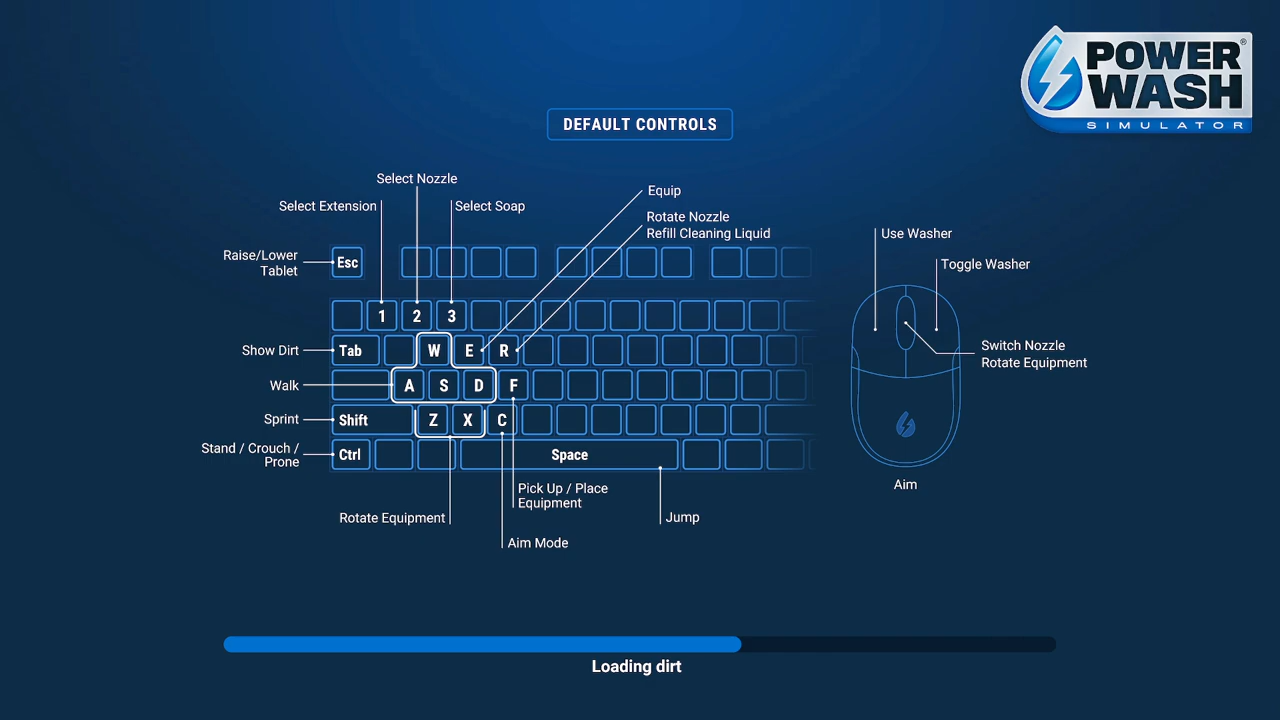 POWER
WASH®
SIMULATOR
DEFAULT CONTROLS
Select Nozzle
Select Extension
Select Soap
Equip
Rotate Nozzle
Refill Cleaning Liquid
Raise/Lower
Tablet
Esc
Use Washer
Toggle Washer
1 2 3
Show Dirt
Tab W E R
Switch Nozzle
Rotate Equipment
Walk
A S D F
Sprint
Shift Z X C
Stand / Crouch /
Prone
Ctrl Space
Aim
Pick Up / Place
Equipment
Rotate Equipment
Jump
Aim Mode
Loading dirt